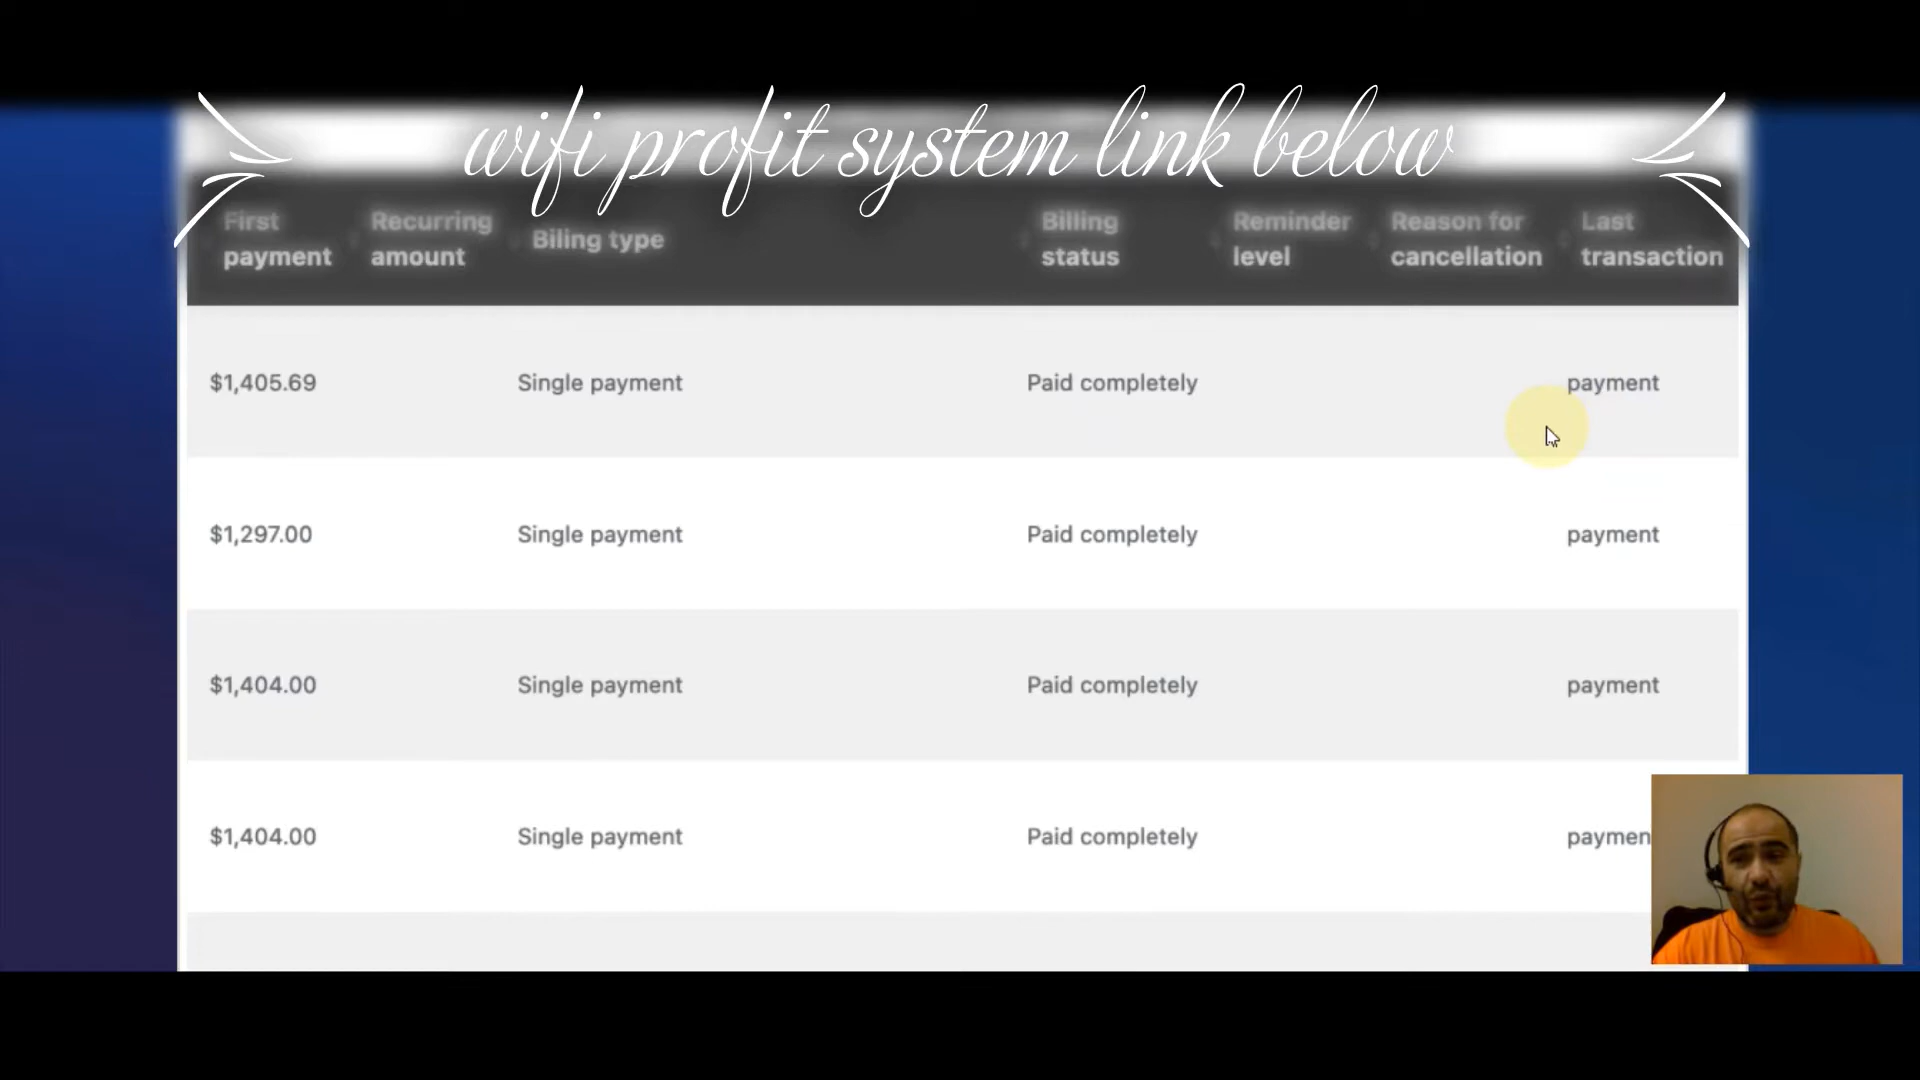 wifi profit system link below
First payment
Recurring amount
Biling type
Billing status
Reminder level
Reason for cancellation
Last transaction
$1,405.69 Single payment Paid completely payment
$1,297.00 Single payment Paid completely payment
$1,404.00 Single payment Paid completely payment
$1,404.00 Single payment Paid completely paymen